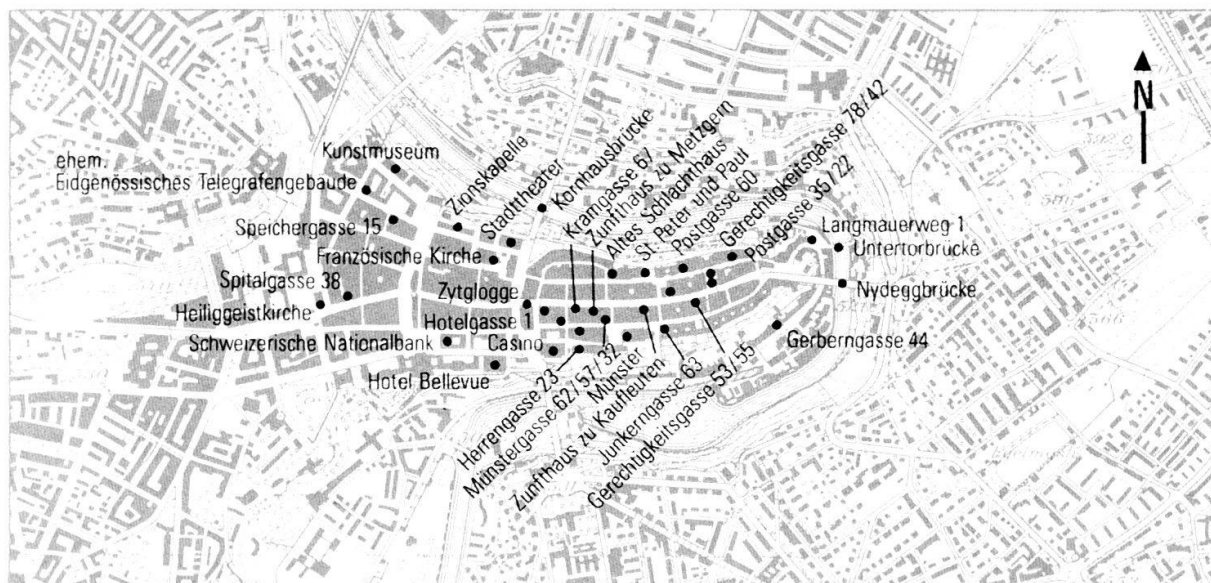 N
ehem.
Eidgenössisches Telegrafengebäude
Kunstmuseum
Speichergasse 15
Zionskapelle
Stadttheater
Französische Kirche
Kornhausbrücke
Kramgasse 67
Zunfthaus zu Metzgern
Altes Schlachthaus
St. Peter und Paul
Postgasse 60
Gerechtigkeitsgasse 78/42
Postgasse 35/22
Langmauerweg 1
Untertorbrücke
Nydeggbrücke
Gerberngasse 44
Spitalgasse 38
Heiliggeistkirche
Schweizerische Nationalbank
Zytglogge
Hotelgasse 1
Casino
Hotel Bellevue
Herrengasse 23
Münstergasse 62/57/32
Münster
Zunfthaus zu Kaufleuten
Junkerngasse 63
Gerechtigkeitsgasse 53/55